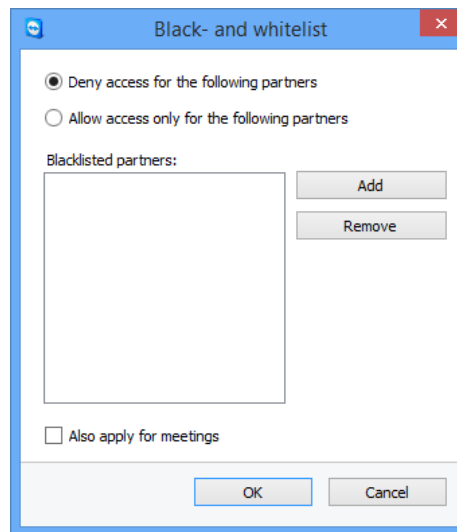 Black- and whitelist
Deny access for the following partners
Allow access only for the following partners
Blacklisted partners:
Add
Remove
Also apply for meetings
OK
Cancel